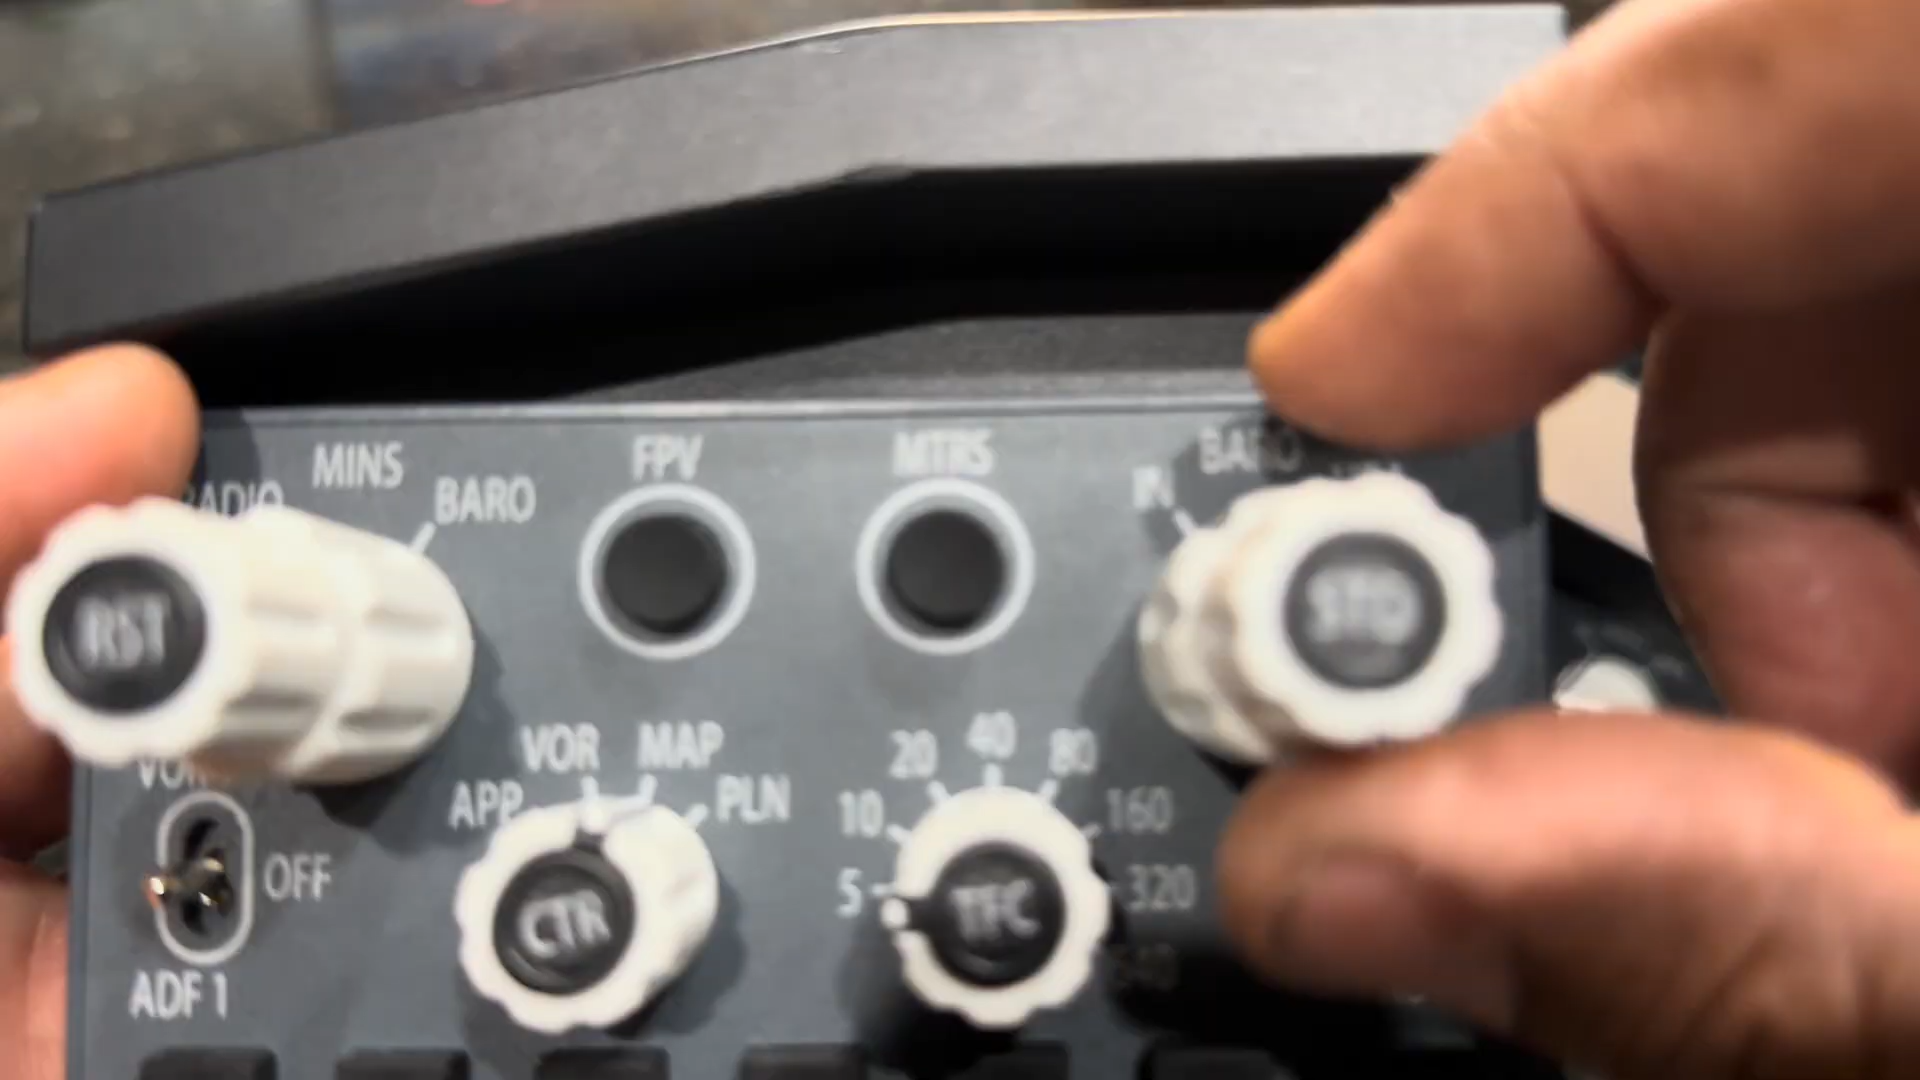 MINS
RADIO
BARO
FPV
MTRS
BARO
IN
RST
STD
VOR
MAP
APP
PLN
CTR
20
40
80
10
160
5
320
TFC
OFF
ADF 1